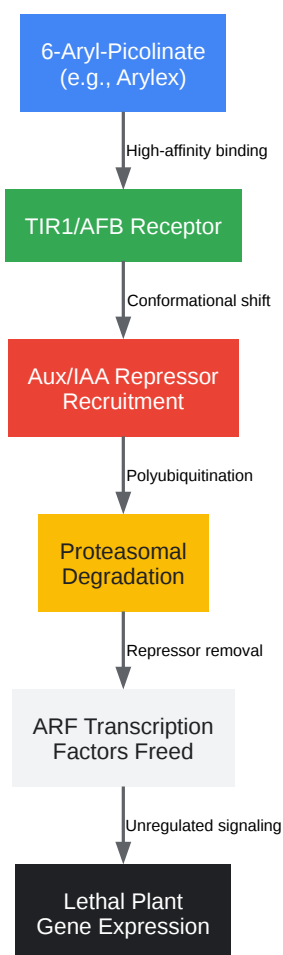 6-Aryl-Picolinate
(e.g., Arylex)
High-affinity binding
TIR1/AFB Receptor
Conformational shift
Aux/IAA Repressor
Recruitment
Polyubiquitination
Proteasomal
Degradation
Repressor removal
ARF Transcription
Factors Freed
Unregulated signaling
Lethal Plant
Gene Expression